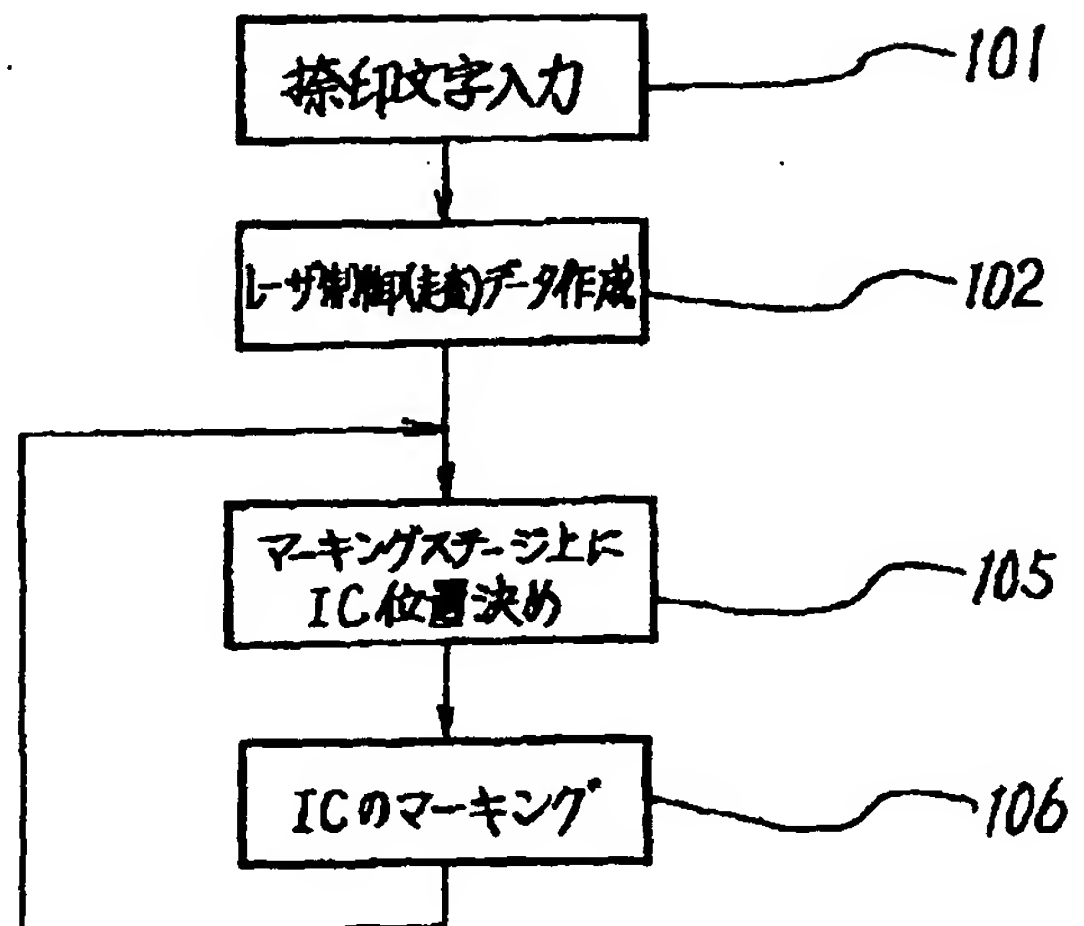 捺印文字入力
101
レーザ制御(走査)データ作成
102
マーキングステージ上に
IC位置決め
105
ICのマーキング
106